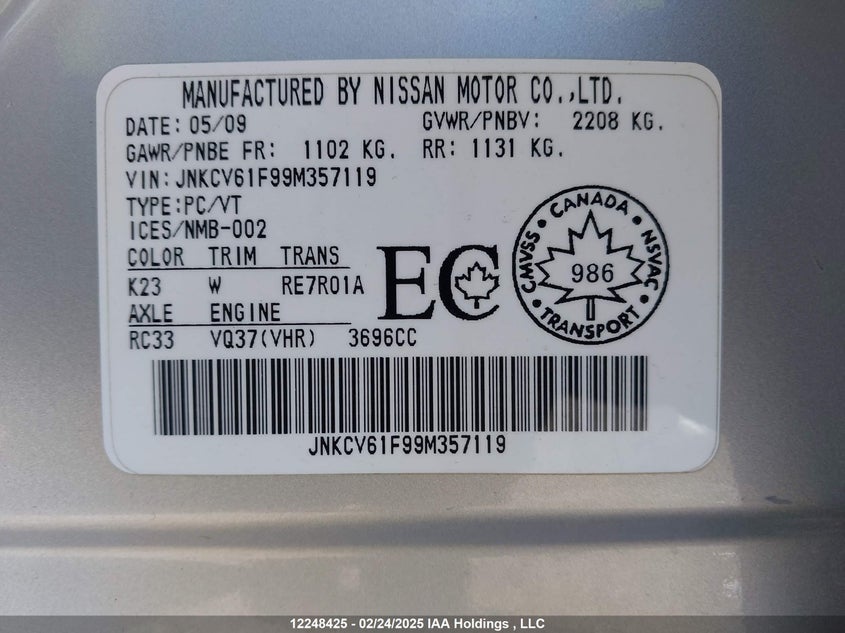 MANUFACTURED BY NISSAN MOTOR CO.,LTD.
DATE: 05/09 GVWR/PNBV: 2208 KG.
GAWR/PNBE FR: 1102 KG. RR: 1131 KG.
VIN: JNKCV61F99M357119
TYPE:PC/VT
ICES/NMB-002
COLOR TRIM TRANS
K23 W RE7R01A
AXLE ENGINE
RC33 VQ37(VHR) 3696CC
EC
CANADA
CMVSS NSVAC
986
TRANSPORT
JNKCV61F99M357119
12248425 - 02/24/2025 IAA Holdings , LLC